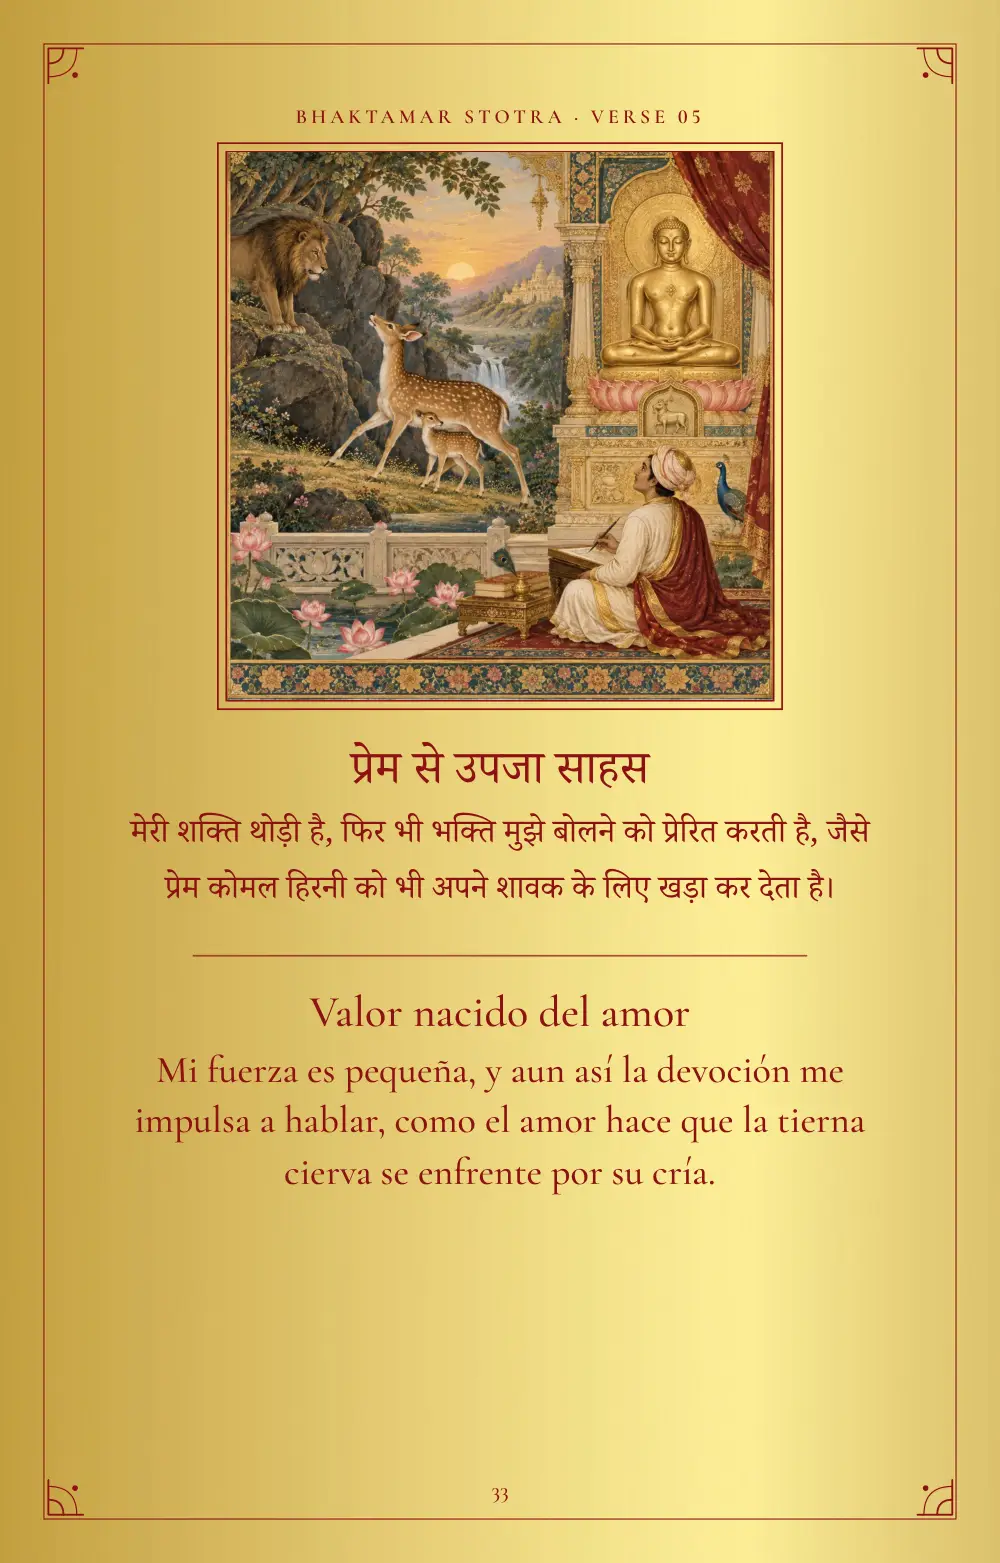 BHAKTAMAR STOTRA · VERSE 05
प्रेम से उपजा साहस
मेरी शक्ति थोड़ी है, फिर भी भक्ति मुझे बोलने को प्रेरित करती है, जैसे
प्रेम कोमल हिरनी को भी अपने शावक के लिए खड़ा कर देता है।
Valor nacido del amor
Mi fuerza es pequeña, y aun así la devoción me
impulsa a hablar, como el amor hace que la tierna
cierva se enfrente por su cría.
33